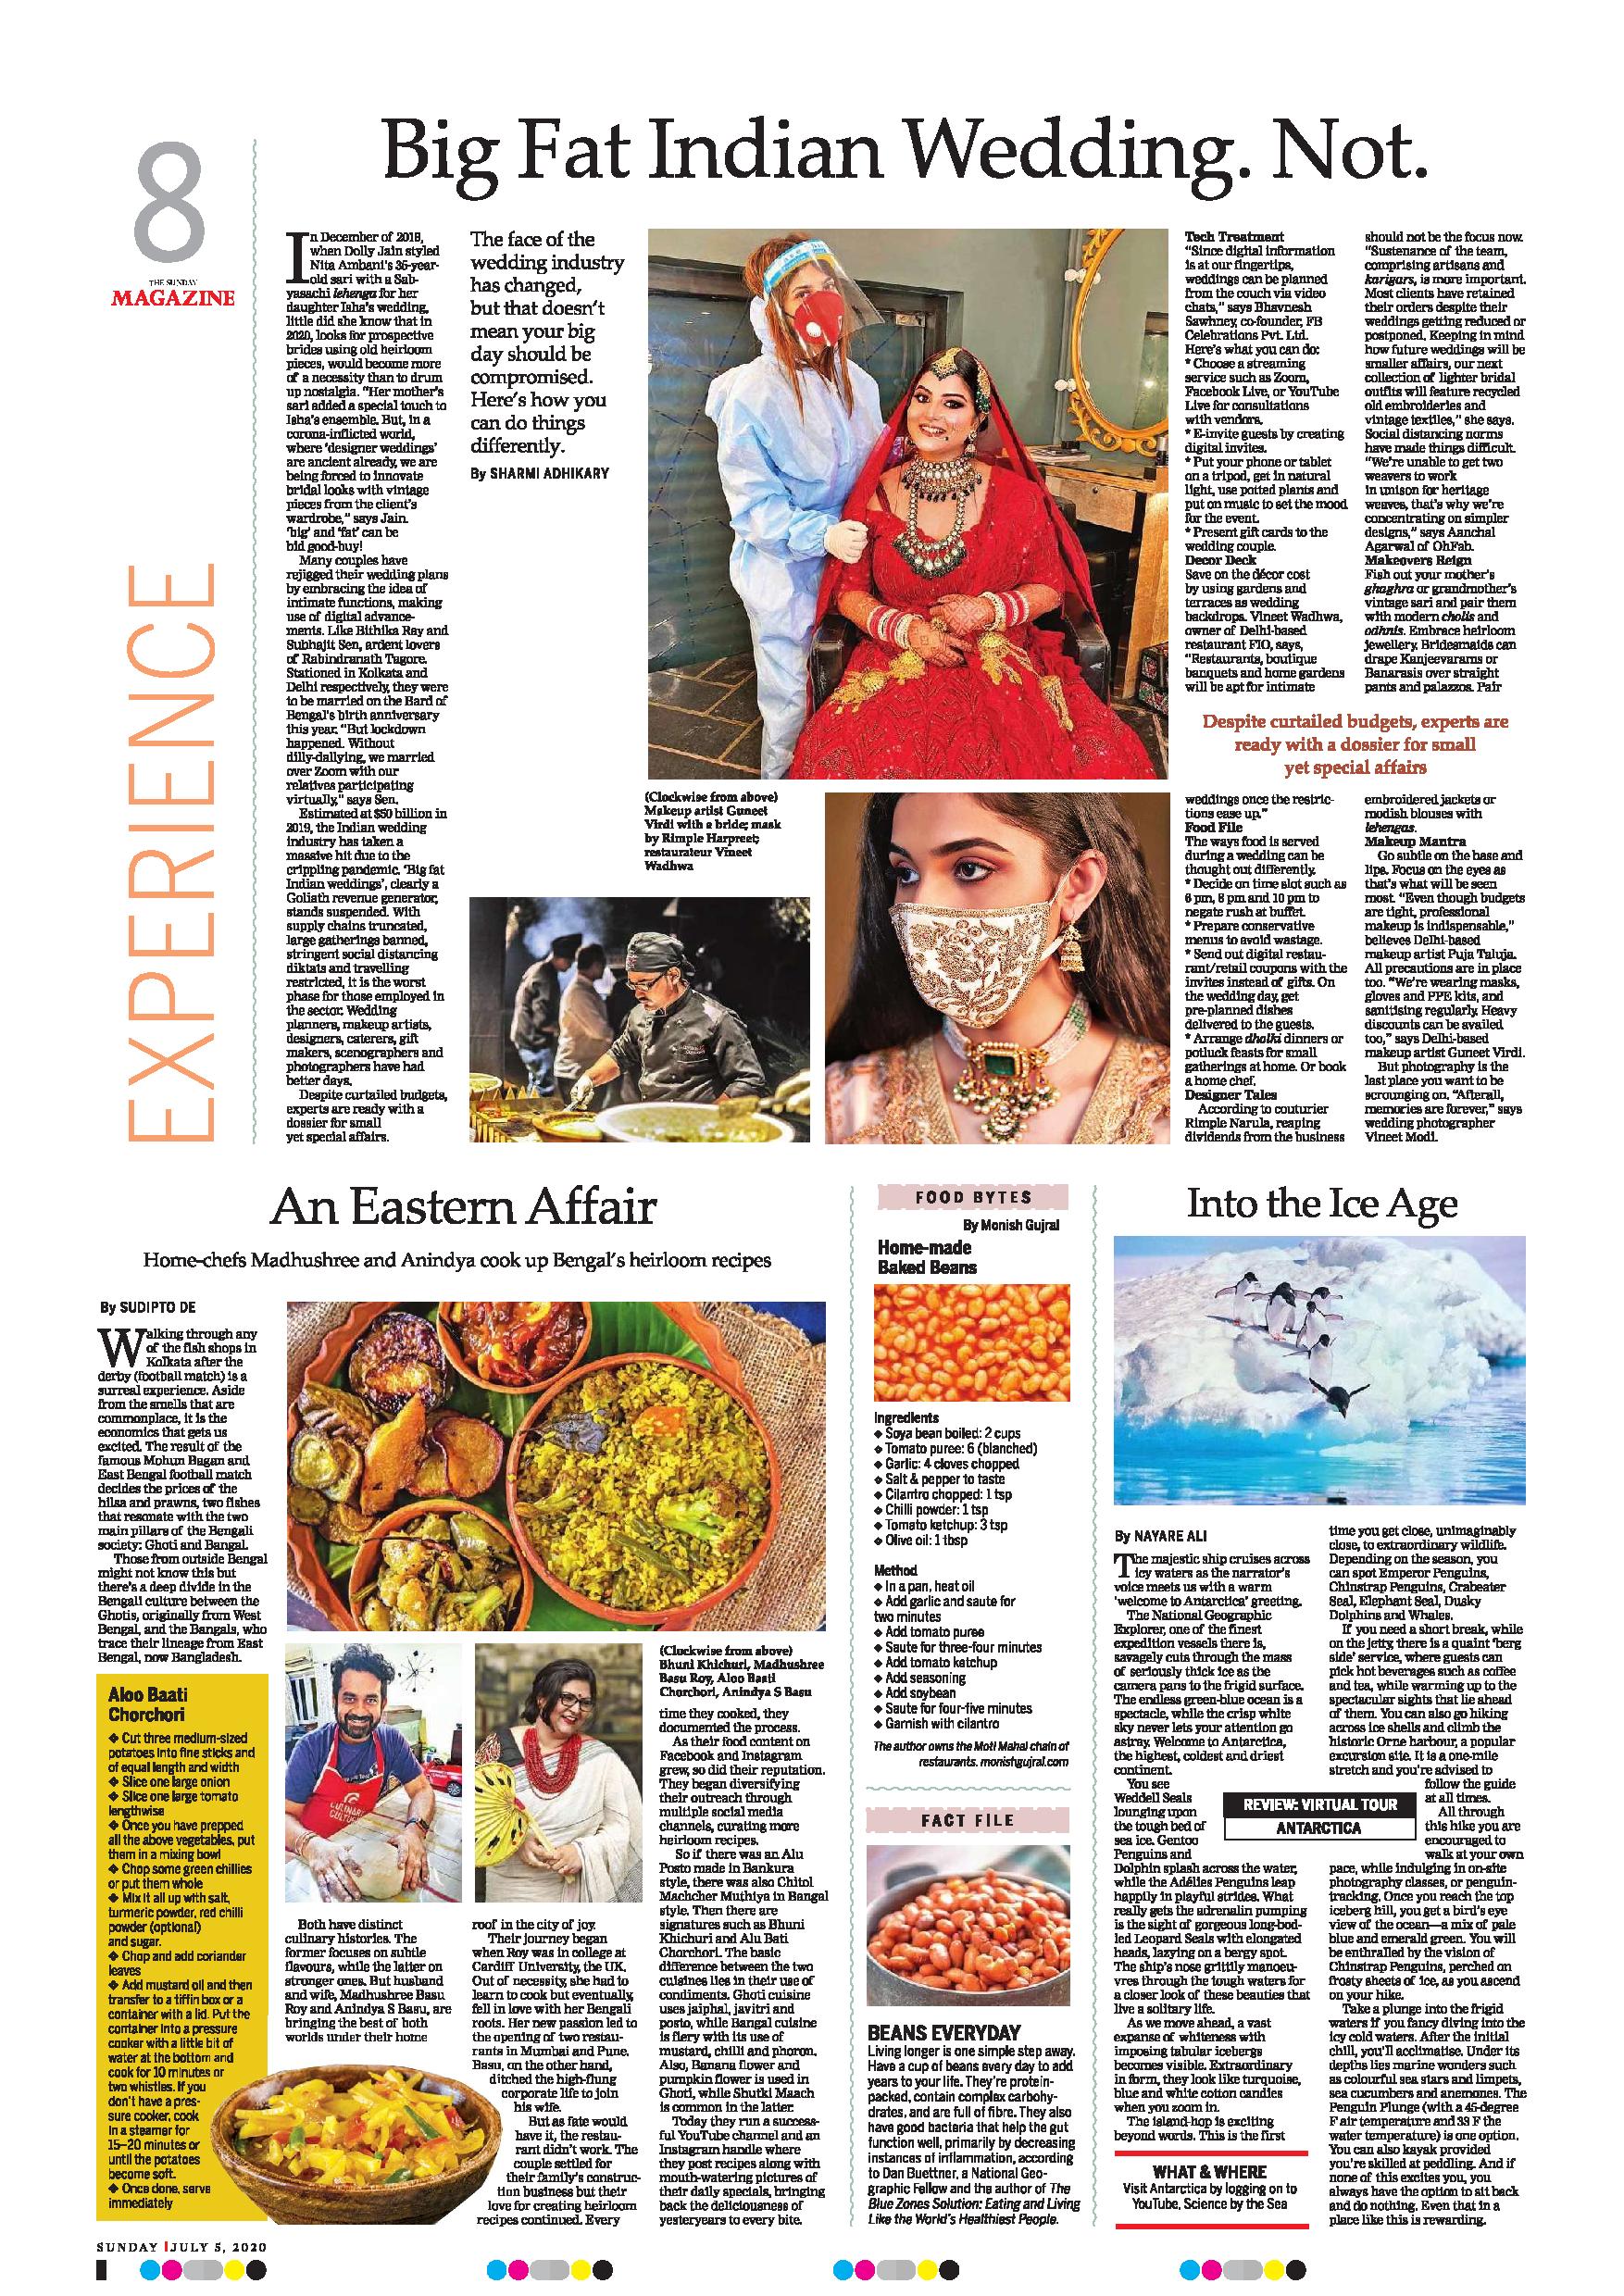 8
THE SUNDAY
MAGAZINE
EXPERIENCE
Big Fat Indian Wedding. Not.
The face of the
wedding industry
has changed,
but that doesn't
mean your big
day should be
compromised.
Here's how you
can do things
differently.
By SHARMI ADHIKARY
In December of 2018,
when Dolly Jain styled
Nita Ambani's 35-year-
old sari with a Sab-
yasachi lehenga for her
daughter Isha's wedding,
little did she know that in
2020, looks for prospective
brides using old heirloom
pieces, would become more
of a necessity than to drum
up nostalgia. "Her mother's
sari added a special touch to
Isha's ensemble. But, in a
corona-inflicted world,
where 'designer weddings'
are ancient already, we are
being forced to innovate
bridal looks with vintage
pieces from the client's
wardrobe," says Jain.
'big' and 'fat' can be
bid good-buy!
Many couples have
rejigged their wedding plans
by embracing the idea of
intimate functions, making
use of digital advance-
ments. Like Bithika Ray and
Subhajit Sen, ardent lovers
of Rabindranath Tagore.
Stationed in Kolkata and
Delhi respectively, they were
to be married on the Bard of
Bengal's birth anniversary
this year. "But lockdown
happened. Without
dilly-dallying, we married
over Zoom with our
relatives participating
virtually," says Sen.
Estimated at $50 billion in
2019, the Indian wedding
industry has taken a
massive hit due to the
crippling pandemic. 'Big fat
Indian weddings', clearly a
Goliath revenue generator,
stands suspended. With
supply chains truncated,
large gatherings banned,
stringent social distancing
diktats and travelling
restricted, it is the worst
phase for those employed in
the sector. Wedding
planners, makeup artists,
designers, caterers, gift
makers, scenographers and
photographers have had
better days.
Despite curtailed budgets,
experts are ready with a
dossier for small
yet special affairs.
(Clockwise from above)
Makeup artist Guneet
Virdi with a bride; mask
by Rimple Harpreet;
restaurateur Vineet
Wadhwa
Tech Treatment
"Since digital information
is at our fingertips,
weddings can be planned
from the couch via video
chats," says Bhavnesh
Sawhney, co-founder, FB
Celebrations Pvt. Ltd.
Here's what you can do:
* Choose a streaming
service such as Zoom,
Facebook Live, or YouTube
Live for consultations
with vendors.
* E-invite guests by creating
digital invites.
* Put your phone or tablet
on a tripod, get in natural
light, use potted plants and
put on music to set the mood
for the event.
* Present gift cards to the
wedding couple.
Decor Deck
Save on the décor cost
by using gardens and
terraces as wedding
backdrops. Vineet Wadhwa,
owner of Delhi-based
restaurant FIO, says,
"Restaurants, boutique
banquets and home gardens
will be apt for intimate
weddings once the restric-
tions ease up."
Food File
The ways food is served
during a wedding can be
thought out differently.
* Decide on time slot such as
6 pm, 8 pm and 10 pm to
negate rush at buffet.
* Prepare conservative
menus to avoid wastage.
* Send out digital restau-
rant/retail coupons with the
invites instead of gifts. On
the wedding day, get
pre-planned dishes
delivered to the guests.
* Arrange dholki dinners or
potluck feasts for small
gatherings at home. Or book
a home chef.
Designer Tales
According to couturier
Rimple Narula, reaping
dividends from the business
should not be the focus now.
"Sustenance of the team,
comprising artisans and
karigars, is more important.
Most clients have retained
their orders despite their
weddings getting reduced or
postponed. Keeping in mind
how future weddings will be
smaller affairs, our next
collection of lighter bridal
outfits will feature recycled
old embroideries and
vintage textiles," she says.
Social distancing norms
have made things difficult.
"We're unable to get two
weavers to work
in unison for heritage
weaves, that's why we're
concentrating on simpler
designs," says Aanchal
Agarwal of OhFab.
Makeovers Reign
Fish out your mother's
ghaghra or grandmother's
vintage sari and pair them
with modern cholis and
odhnis. Embrace heirloom
jewellery. Bridesmaids can
drape Kanjeevarams or
Banarasis over straight
pants and palazzos. Pair
Despite curtailed budgets, experts are
ready with a dossier for small
yet special affairs
embroidered jackets or
modish blouses with
lehengas.
Makeup Mantra
Go subtle on the base and
lips. Focus on the eyes as
that's what will be seen
most. "Even though budgets
are tight, professional
makeup is indispensable,"
believes Delhi-based
makeup artist Puja Taluja.
All precautions are in place
too. "We're wearing masks,
gloves and PPE kits, and
sanitising regularly. Heavy
discounts can be availed
too," says Delhi-based
makeup artist Guneet Virdi.
But photography is the
last place you want to be
scrounging on. "Afterall,
memories are forever," says
wedding photographer
Vineet Modi.
An Eastern Affair
Home-chefs Madhushree and Anindya cook up Bengal's heirloom recipes
By SUDIPTO DE
Walking through any
of the fish shops in
Kolkata after the
derby (football match) is a
surreal experience. Aside
from the smells that are
commonplace, it is the
economics that gets us
excited. The result of the
famous Mohun Bagan and
East Bengal football match
decides the prices of the
hilsa and prawns, two fishes
that resonate with the two
main pillars of the Bengali
society: Ghoti and Bangal.
Those from outside Bengal
might not know this but
there's a deep divide in the
Bengali culture between the
Ghotis, originally from West
Bengal, and the Bangals, who
trace their lineage from East
Bengal, now Bangladesh.
Aloo Baati
Chorchori
❖ Cut three medium-sized
potatoes into fine sticks and
of equal length and width
❖ Slice one large onion
❖ Slice one large tomato
lengthwise
❖ Once you have prepped
all the above vegetables, put
them in a mixing bowl
❖ Chop some green chillies
or put them whole
❖ Mix it all up with salt,
turmeric powder, red chilli
powder (optional)
and sugar.
❖ Chop and add coriander
leaves
❖ Add mustard oil and then
transfer to a tiffin box or a
container with a lid. Put the
container into a pressure
cooker with a little bit of
water at the bottom and
cook for 10 minutes or
two whistles. If you
don't have a pres-
sure cooker, cook
in a steamer for
15–20 minutes or
until the potatoes
become soft.
❖ Once done, serve
immediately
CULINARY
CULTURE
(Clockwise from above)
Bhuni Khichuri, Madhushree
Basu Roy, Aloo Baati
Chorchori, Anindya S Basu
Both have distinct
culinary histories. The
former focuses on subtle
flavours, while the latter on
stronger ones. But husband
and wife, Madhushree Basu
Roy and Anindya S Basu, are
bringing the best of both
worlds under their home
roof in the city of joy.
Their journey began
when Roy was in college at
Cardiff University, the UK.
Out of necessity, she had to
learn to cook but eventually,
fell in love with her Bengali
roots. Her new passion led to
the opening of two restau-
rants in Mumbai and Pune.
Basu, on the other hand,
ditched the high-flung
corporate life to join
his wife.
But as fate would
have it, the restau-
rant didn't work. The
couple settled for
their family's construc-
tion business but their
love for creating heirloom
recipes continued. Every
time they cooked, they
documented the process.
As their food content on
Facebook and Instagram
grew, so did their reputation.
They began diversifying
their outreach through
multiple social media
channels, curating more
heirloom recipes.
So if there was an Alu
Posto made in Bankura
style, there was also Chitol
Machcher Muthiya in Bangal
style. Then there are
signatures such as Bhuni
Khichuri and Alu Bati
Chorchori. The basic
difference between the two
cuisines lies in their use of
condiments. Ghoti cuisine
uses jaiphal, javitri and
posto, while Bangal cuisine
is fiery with its use of
mustard, chilli and phoron.
Also, Banana flower and
pumpkin flower is used in
Ghoti, while Shutki Maach
is common in the latter.
Today they run a success-
ful YouTube channel and an
Instagram handle where
they post recipes along with
mouth-watering pictures of
their daily specials, bringing
back the deliciousness of
yesteryears to every bite.
FOOD BYTES
By Monish Gujral
Home-made
Baked Beans
Ingredients
❖ Soya bean boiled: 2 cups
❖ Tomato puree: 6 (blanched)
❖ Garlic: 4 cloves chopped
❖ Salt & pepper to taste
❖ Cilantro chopped: 1 tsp
❖ Chilli powder: 1 tsp
❖ Tomato ketchup: 3 tsp
❖ Olive oil: 1 tbsp
Method
❖ In a pan, heat oil
❖ Add garlic and saute for
two minutes
❖ Add tomato puree
❖ Saute for three-four minutes
❖ Add tomato ketchup
❖ Add seasoning
❖ Add soybean
❖ Saute for four-five minutes
❖ Garnish with cilantro
The author owns the Moti Mahal chain of
restaurants. monishgujral.com
FACT FILE
BEANS EVERYDAY
Living longer is one simple step away.
Have a cup of beans every day to add
years to your life. They're protein-
packed, contain complex carbohy-
drates, and are full of fibre. They also
have good bacteria that help the gut
function well, primarily by decreasing
instances of inflammation, according
to Dan Buettner, a National Geo-
graphic Fellow and the author of The
Blue Zones Solution: Eating and Living
Like the World's Healthiest People.
Into the Ice Age
By NAYARE ALI
The majestic ship cruises across
icy waters as the narrator's
voice meets us with a warm
'welcome to Antarctica' greeting.
The National Geographic
Explorer, one of the finest
expedition vessels there is,
savagely cuts through the mass
of seriously thick ice as the
camera pans to the frigid surface.
The endless green-blue ocean is a
spectacle, while the crisp white
sky never lets your attention go
astray. Welcome to Antarctica,
the highest, coldest and driest
continent.
You see
Weddell Seals
lounging upon
the tough bed of
sea ice. Gentoo
Penguins and
Dolphin splash across the water,
while the Adélies Penguins leap
happily in playful strides. What
really gets the adrenalin pumping
is the sight of gorgeous long-bod-
ied Leopard Seals with elongated
heads, lazying on a bergy spot.
The ship's nose grittily manoeu-
vres through the tough waters for
a closer look of these beauties that
live a solitary life.
As we move ahead, a vast
expanse of whiteness with
imposing tabular icebergs
becomes visible. Extraordinary
in form, they look like turquoise,
blue and white cotton candies
when you zoom in.
The island-hop is exciting
beyond words. This is the first
WHAT & WHERE
Visit Antarctica by logging on to
YouTube, Science by the Sea
REVIEW: VIRTUAL TOUR
ANTARCTICA
time you get close, unimaginably
close, to extraordinary wildlife.
Depending on the season, you
can spot Emperor Penguins,
Chinstrap Penguins, Crabeater
Seal, Elephant Seal, Dusky
Dolphins and Whales.
If you need a short break, while
on the jetty, there is a quaint 'berg
side' service, where guests can
pick hot beverages such as coffee
and tea, while warming up to the
spectacular sights that lie ahead
of them. You can also go hiking
across ice shells and climb the
historic Orne harbour, a popular
excursion site. It is a one-mile
stretch and you're advised to
follow the guide
at all times.
All through
this hike you are
encouraged to
walk at your own
pace, while indulging in on-site
photography classes, or penguin-
tracking. Once you reach the top
iceberg hill, you get a bird's eye
view of the ocean—a mix of pale
blue and emerald green. You will
be enthralled by the vision of
Chinstrap Penguins, perched on
frosty sheets of ice, as you ascend
on your hike.
Take a plunge into the frigid
waters if you fancy diving into the
icy cold waters. After the initial
chill, you'll acclimatise. Under its
depths lies marine wonders such
as colourful sea stars and limpets,
sea cucumbers and anemones. The
Penguin Plunge (with a 45-degree
F air temperature and 33 F the
water temperature) is one option.
You can also kayak provided
you're skilled at peddling. And if
none of this excites you, you
always have the option to sit back
and do nothing. Even that in a
place like this is rewarding.
SUNDAY | JULY 5, 2020